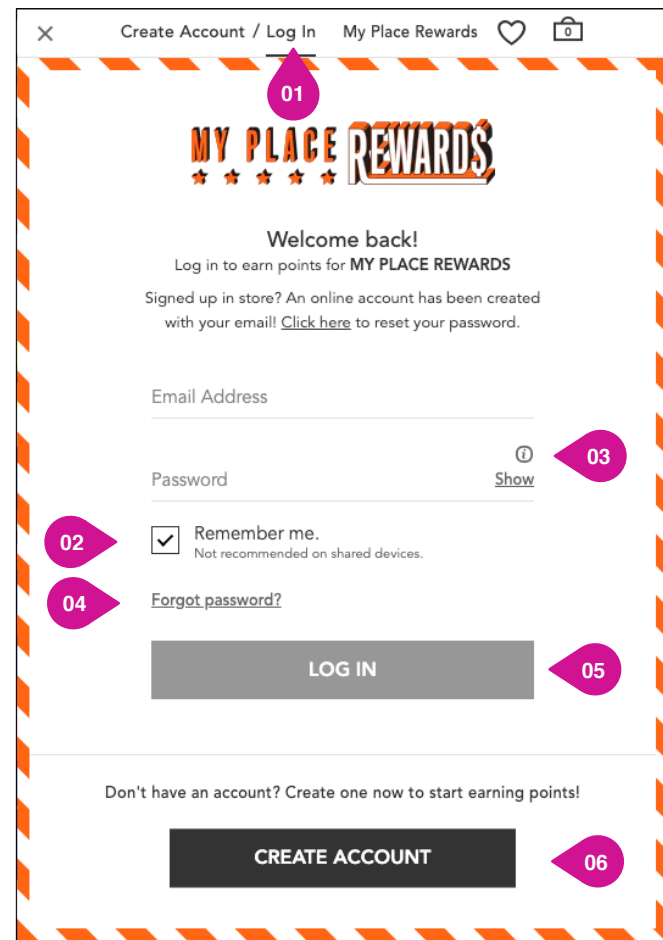 Create Account / Log In My Place Rewards 0
01
MY PLACE REWARD$
Welcome back!
Log in to earn points for MY PLACE REWARDS
Signed up in store? An online account has been created
with your email! Click here to reset your password.
Email Address
03
Password Show
02 Remember me.
Not recommended on shared devices.
04 Forgot password?
LOG IN 05
Don't have an account? Create one now to start earning points!
CREATE ACCOUNT 06